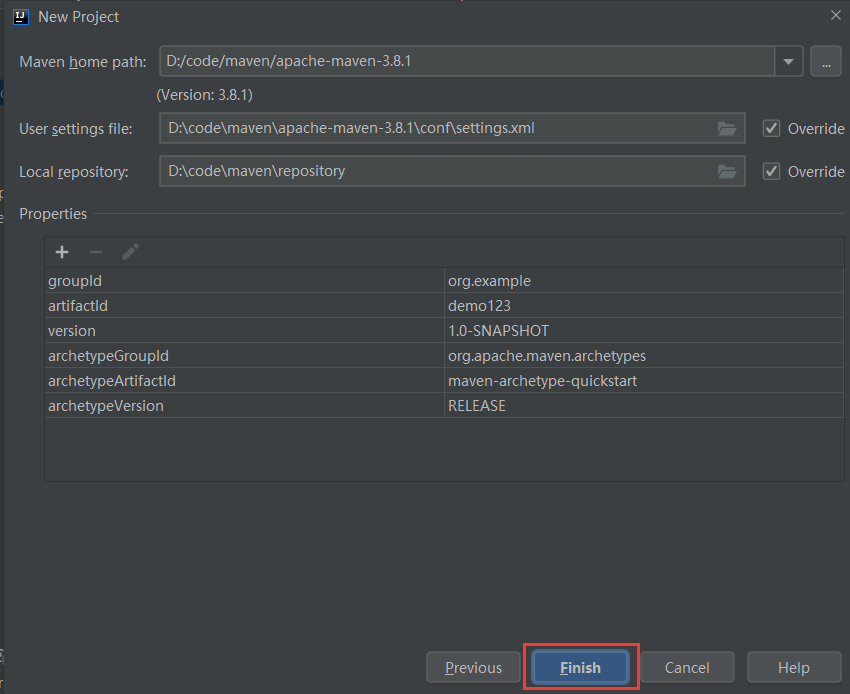 New Project
Maven home path: D:/code/maven/apache-maven-3.8.1 ...
(Version: 3.8.1)
User settings file: D:\code\maven\apache-maven-3.8.1\conf\settings.xml Override
Local repository: D:\code\maven\repository Override
Properties
groupId org.example
artifactId demo123
version 1.0-SNAPSHOT
archetypeGroupId org.apache.maven.archetypes
archetypeArtifactId maven-archetype-quickstart
archetypeVersion RELEASE
Previous Finish Cancel Help